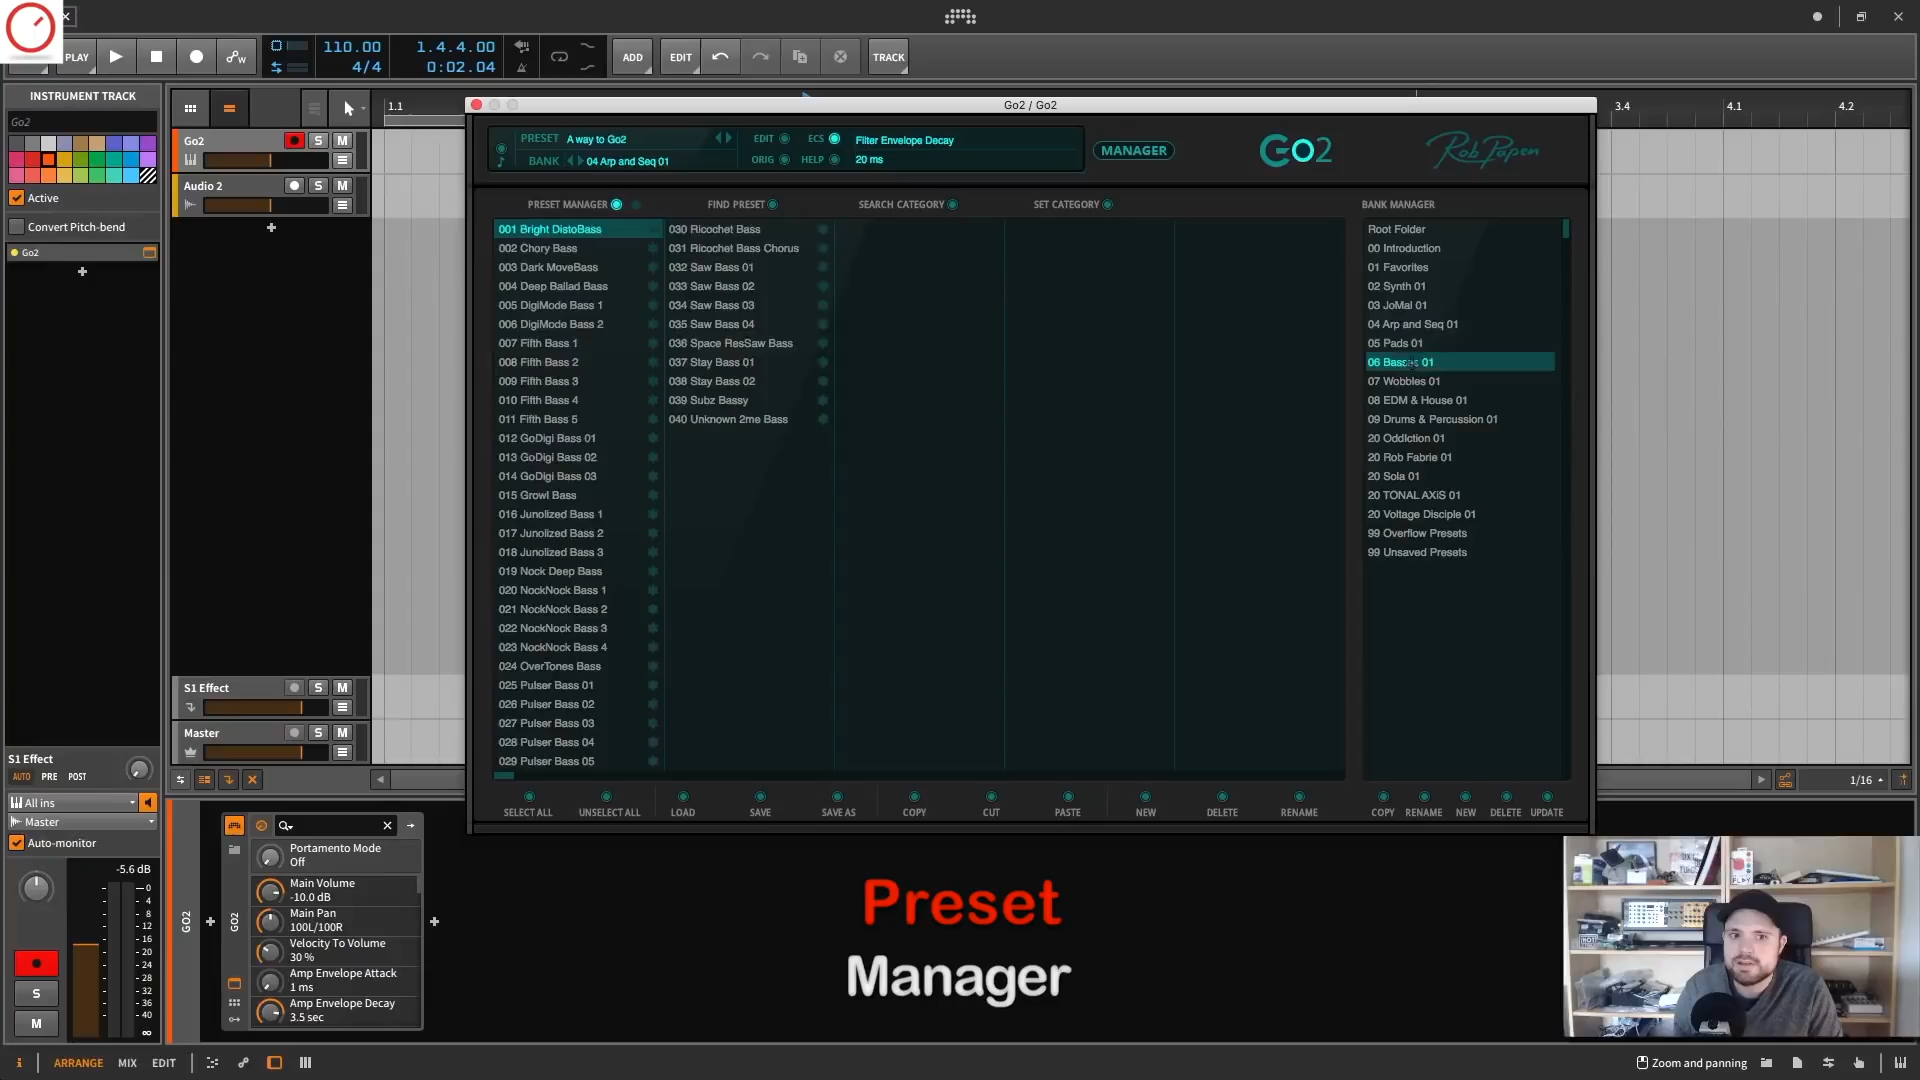 PLAY
110.00
4/4
1.4.4.00
0:02.04
ADD
EDIT
TRACK
INSTRUMENT TRACK
Go2
Active
Convert Pitch-bend
Go2
1.1
3.4
4.1
4.2
Go2
S M
Audio 2
S M
S1 Effect
S M
Master
S M
Go2 / Go2
PRESET A way to Go2
BANK 04 Arp and Seq 01
EDIT
ECS
ORIG
HELP
Filter Envelope Decay
20 ms
MANAGER
GO2
Rob Papen
PRESET MANAGER
FIND PRESET
SEARCH CATEGORY
SET CATEGORY
BANK MANAGER
001 Bright DistoBass
002 Chory Bass
003 Dark MoveBass
004 Deep Ballad Bass
005 DigiMode Bass 1
006 DigiMode Bass 2
007 Fifth Bass 1
008 Fifth Bass 2
009 Fifth Bass 3
010 Fifth Bass 4
011 Fifth Bass 5
012 GoDigi Bass 01
013 GoDigi Bass 02
014 GoDigi Bass 03
015 Growl Bass
016 Junolized Bass 1
017 Junolized Bass 2
018 Junolized Bass 3
019 Nock Deep Bass
020 NockNock Bass 1
021 NockNock Bass 2
022 NockNock Bass 3
023 NockNock Bass 4
024 OverTones Bass
025 Pulser Bass 01
026 Pulser Bass 02
027 Pulser Bass 03
028 Pulser Bass 04
029 Pulser Bass 05
030 Ricochet Bass
031 Ricochet Bass Chorus
032 Saw Bass 01
033 Saw Bass 02
034 Saw Bass 03
035 Saw Bass 04
036 Space ResSaw Bass
037 Stay Bass 01
038 Stay Bass 02
039 Subz Bassy
040 Unknown 2me Bass
Root Folder
00 Introduction
01 Favorites
02 Synth 01
03 JoMal 01
04 Arp and Seq 01
05 Pads 01
06 Basses 01
07 Wobbles 01
08 EDM & House 01
09 Drums & Percussion 01
20 Oddiction 01
20 Rob Fabrie 01
20 Sola 01
20 TONAL AXiS 01
20 Voltage Disciple 01
99 Overflow Presets
99 Unsaved Presets
SELECT ALL
UNSELECT ALL
LOAD
SAVE
SAVE AS
COPY
CUT
PASTE
NEW
DELETE
RENAME
COPY
RENAME
NEW
DELETE
UPDATE
1/16
S1 Effect
AUTO PRE POST
All ins
Master
Auto-monitor
-5.6 dB
0
4
8
12
16
20
24
28
32
36
40
∞
S
M
GO2
GO2
Portamento Mode
Off
Main Volume
-10.0 dB
Main Pan
100L/100R
Velocity To Volume
30 %
Amp Envelope Attack
1 ms
Amp Envelope Decay
3.5 sec
Preset
Manager
i
ARRANGE
MIX
EDIT
Zoom and panning